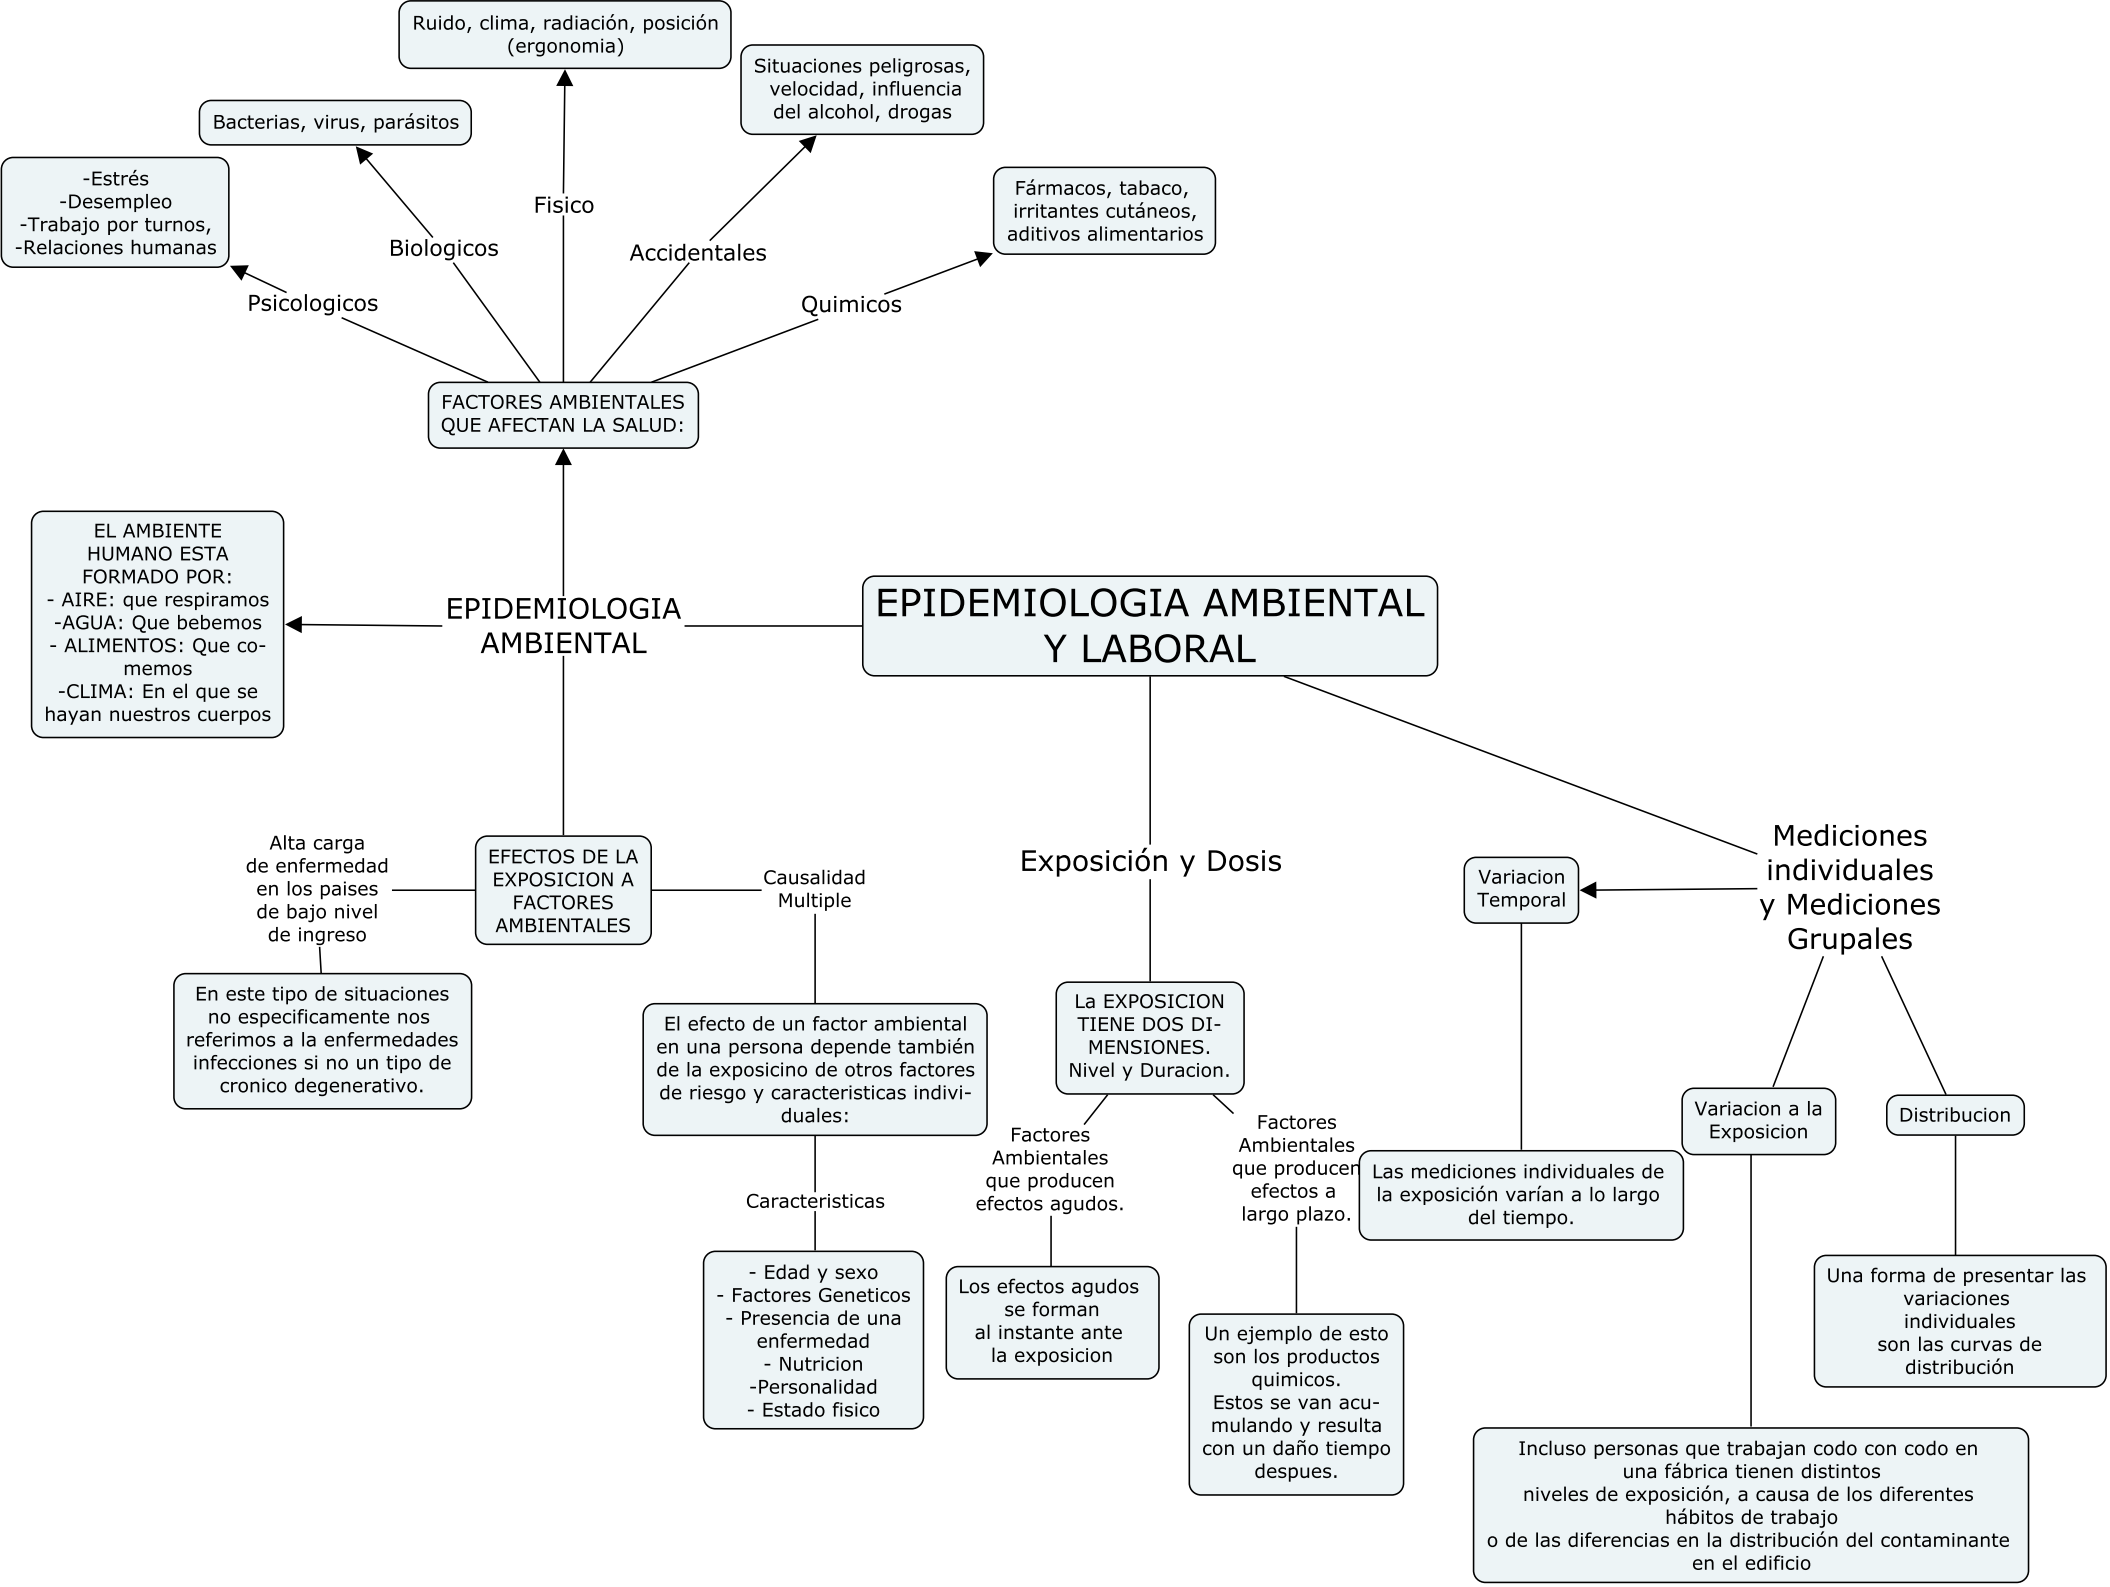 Ruido, clima, radiación, posición
(ergonomia)
Situaciones peligrosas,
velocidad, influencia
del alcohol, drogas
Bacterias, virus, parásitos
-Estrés
-Desempleo
-Trabajo por turnos,
-Relaciones humanas
Fármacos, tabaco,
irritantes cutáneos,
aditivos alimentarios
Fisico
Biologicos
Accidentales
Psicologicos
Quimicos
FACTORES AMBIENTALES
QUE AFECTAN LA SALUD:
EL AMBIENTE
HUMANO ESTA
FORMADO POR:
- AIRE: que respiramos
-AGUA: Que bebemos
- ALIMENTOS: Que co-
memos
-CLIMA: En el que se
hayan nuestros cuerpos
EPIDEMIOLOGIA
AMBIENTAL
EPIDEMIOLOGIA AMBIENTAL
Y LABORAL
Alta carga
de enfermedad
en los paises
de bajo nivel
de ingreso
EFECTOS DE LA
EXPOSICION A
FACTORES
AMBIENTALES
Causalidad
Multiple
Exposición y Dosis
Variacion
Temporal
Mediciones
individuales
y Mediciones
Grupales
En este tipo de situaciones
no especificamente nos
referimos a la enfermedades
infecciones si no un tipo de
cronico degenerativo.
El efecto de un factor ambiental
en una persona depende también
de la exposicino de otros factores
de riesgo y caracteristicas indivi-
duales:
La EXPOSICION
TIENE DOS DI-
MENSIONES.
Nivel y Duracion.
Variacion a la
Exposicion
Distribucion
Factores
Ambientales
que producen
efectos agudos.
Factores
Ambientales
que producen
efectos a
largo plazo.
Las mediciones individuales de
la exposición varían a lo largo
del tiempo.
Caracteristicas
- Edad y sexo
- Factores Geneticos
- Presencia de una
enfermedad
- Nutricion
-Personalidad
- Estado fisico
Los efectos agudos
se forman
al instante ante
la exposicion
Un ejemplo de esto
son los productos
quimicos.
Estos se van acu-
mulando y resulta
con un daño tiempo
despues.
Una forma de presentar las
variaciones
individuales
son las curvas de
distribución
Incluso personas que trabajan codo con codo en
una fábrica tienen distintos
niveles de exposición, a causa de los diferentes
hábitos de trabajo
o de las diferencias en la distribución del contaminante
en el edificio